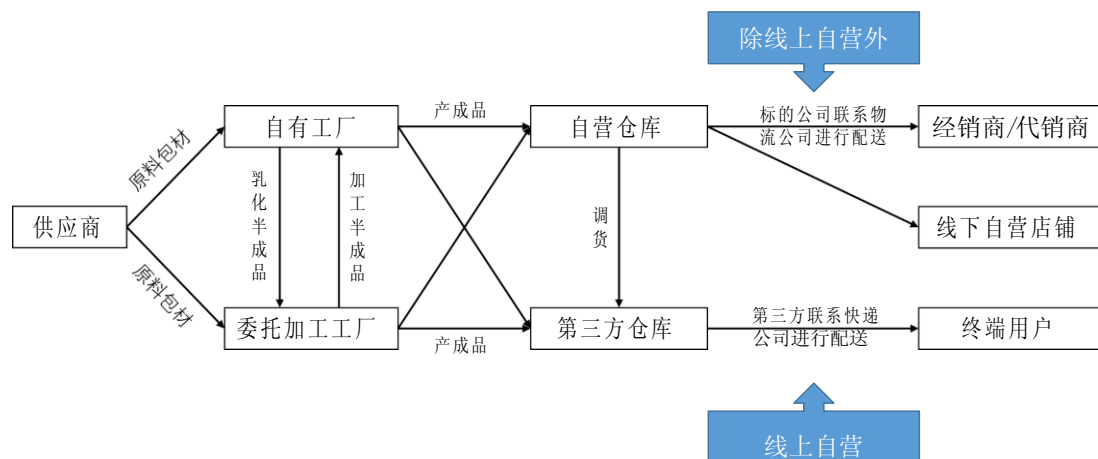 除线上自营外
产成品
标的公司联系物
流公司进行配送
自有工厂
自营仓库
经销商/代销商
原料包材
乳化半成品
加工半成品
调货
供应商
线下自营店铺
原料包材
委托加工工厂
第三方仓库
第三方联系快递
公司进行配送
终端用户
产成品
线上自营